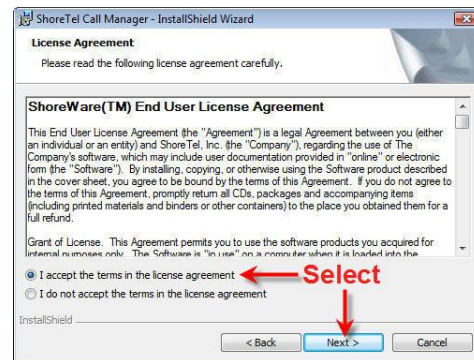 ShoreTel Call Manager - InstallShield Wizard
License Agreement
Please read the following license agreement carefully.
ShoreWare(TM) End User License Agreement
This End User License Agreement (the "Agreement") is a legal Agreement between you (either
an individual or an entity) and ShoreTel, Inc. (the "Company"), regarding the use of The
Company's software, which may include user documentation provided in "online" or electronic
form (the "Software"). By installing, copying, or otherwise using the Software product described
in the cover sheet, you agree to be bound by the terms of this Agreement. If you do not agree to
the terms of this Agreement, promptly return all CDs, packages and accompanying items
(including printed materials and binders or other containers) to the place you obtained them for a
full refund.
Grant of License. This Agreement permits you to use the software products you acquired for
internal purposes only. The Software is "in use" on a computer when it is loaded into the
I accept the terms in the license agreement
Select
I do not accept the terms in the license agreement
InstallShield
< Back
Next >
Cancel